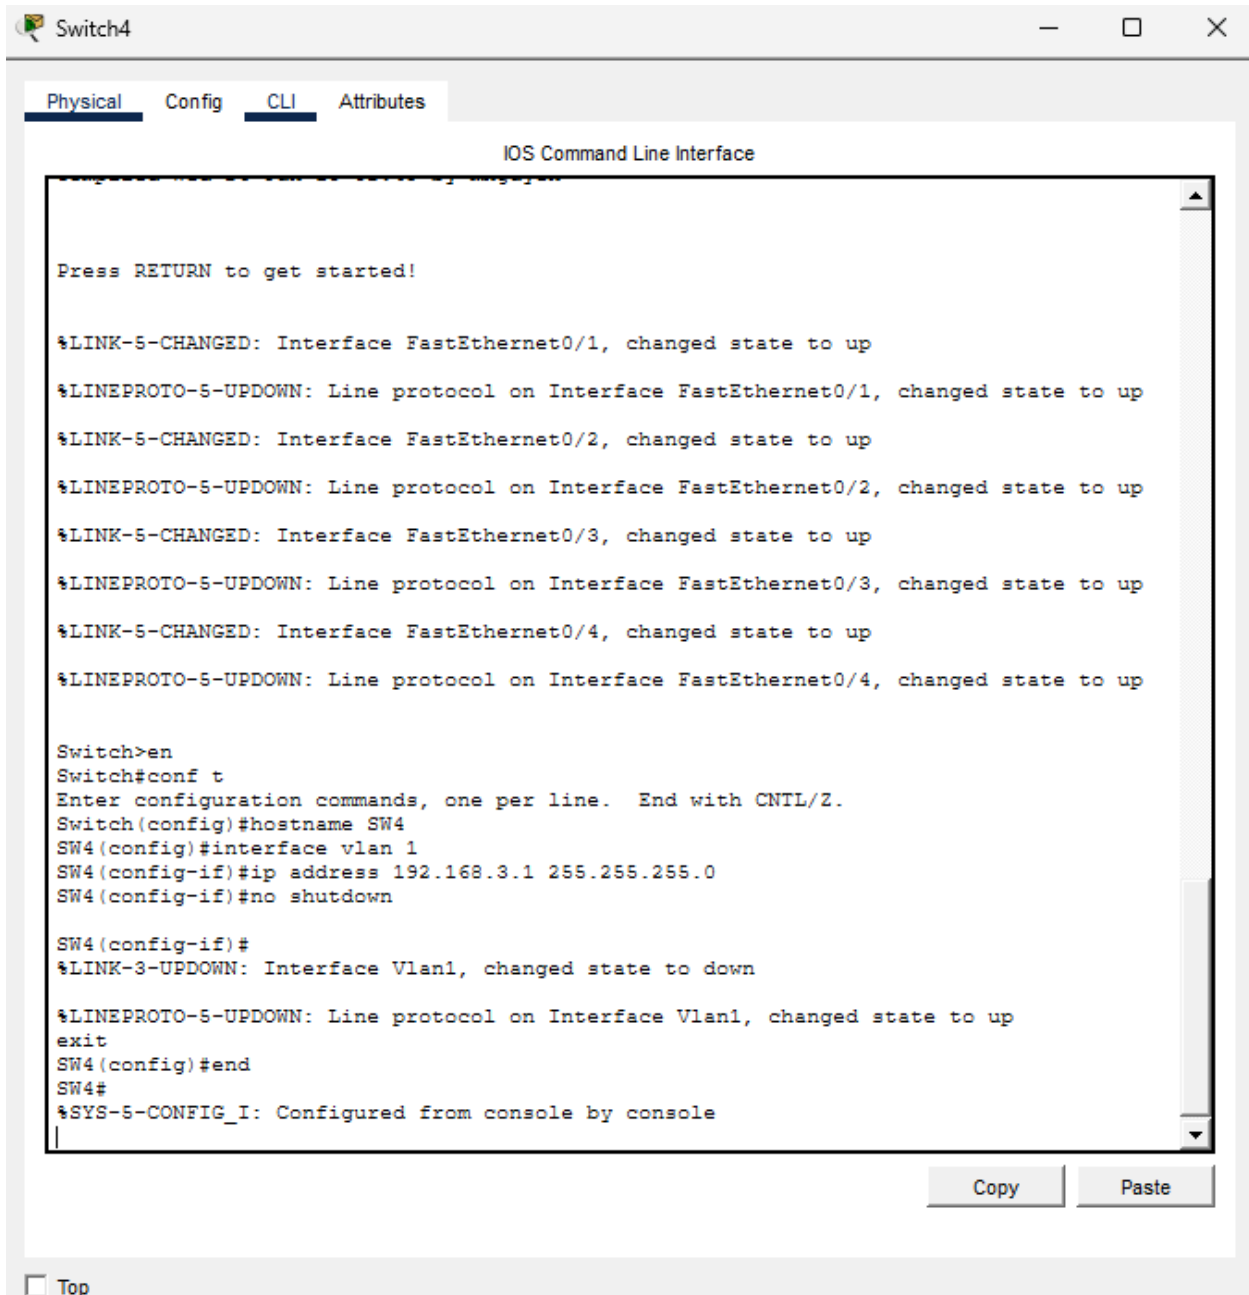 Switch4
Physical Config CLI Attributes
IOS Command Line Interface
Press RETURN to get started!
%LINK-5-CHANGED: Interface FastEthernet0/1, changed state to up
%LINEPROTO-5-UPDOWN: Line protocol on Interface FastEthernet0/1, changed state to up
%LINK-5-CHANGED: Interface FastEthernet0/2, changed state to up
%LINEPROTO-5-UPDOWN: Line protocol on Interface FastEthernet0/2, changed state to up
%LINK-5-CHANGED: Interface FastEthernet0/3, changed state to up
%LINEPROTO-5-UPDOWN: Line protocol on Interface FastEthernet0/3, changed state to up
%LINK-5-CHANGED: Interface FastEthernet0/4, changed state to up
%LINEPROTO-5-UPDOWN: Line protocol on Interface FastEthernet0/4, changed state to up
Switch>en
Switch#conf t
Enter configuration commands, one per line.  End with CNTL/Z.
Switch(config)#hostname SW4
SW4(config)#interface vlan 1
SW4(config-if)#ip address 192.168.3.1 255.255.255.0
SW4(config-if)#no shutdown
SW4(config-if)#
%LINK-3-UPDOWN: Interface Vlan1, changed state to down
%LINEPROTO-5-UPDOWN: Line protocol on Interface Vlan1, changed state to up
exit
SW4(config)#end
SW4#
%SYS-5-CONFIG_I: Configured from console by console
Copy Paste
Top